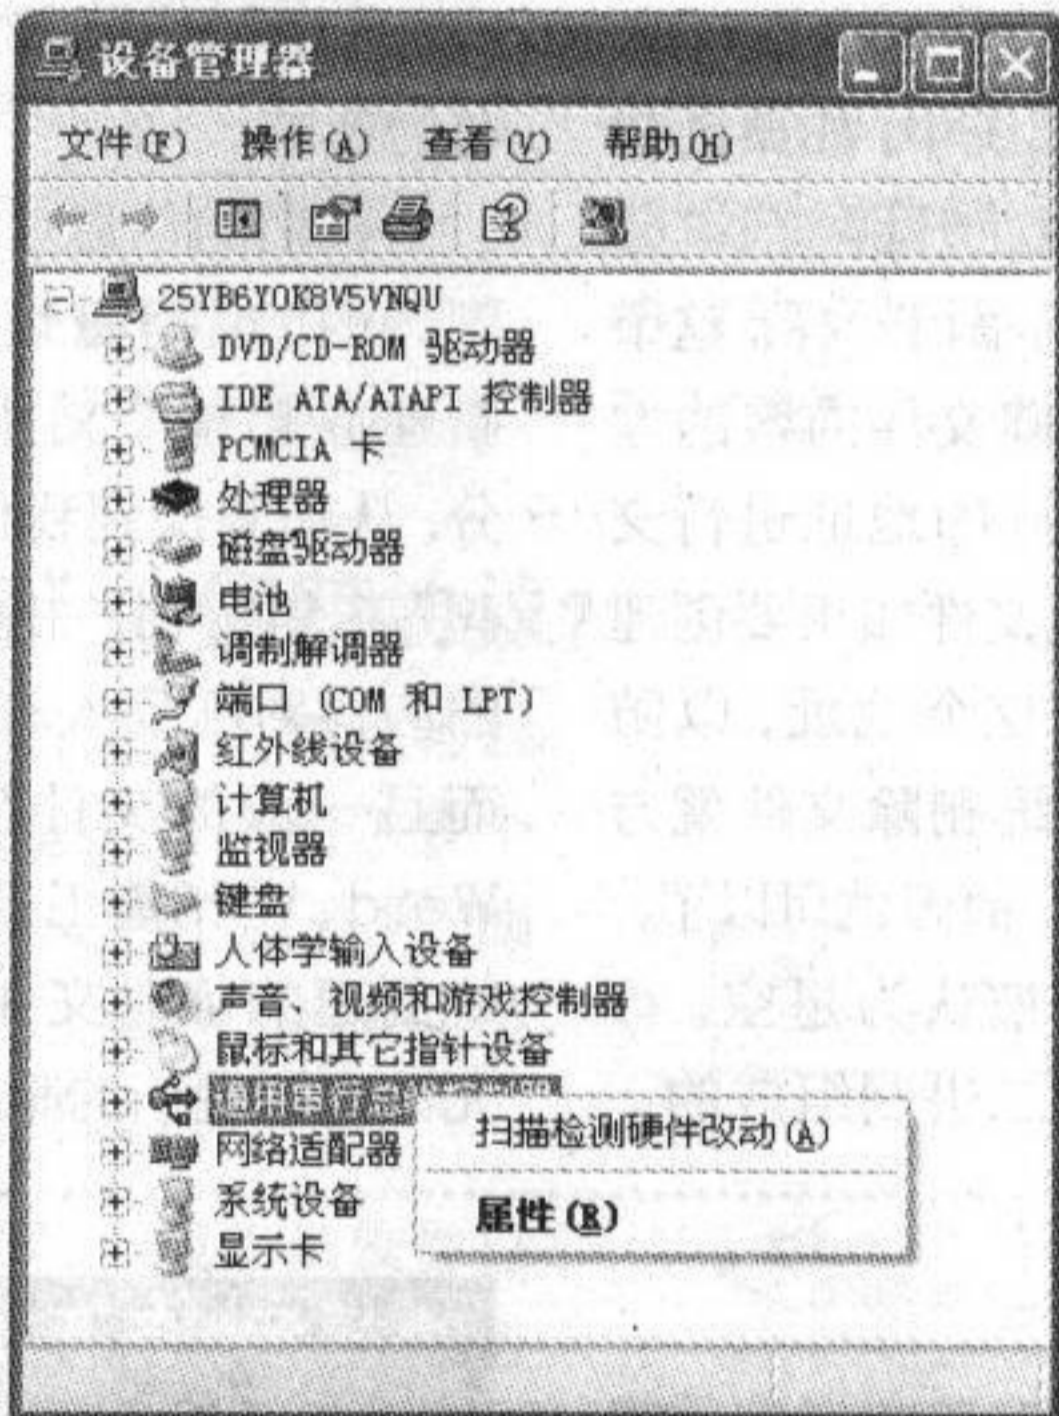 设备管理器
文件(F) 操作(A) 查看(V) 帮助(H)
25YB6YOK8V5VNQU
DVD/CD-ROM 驱动器
IDE ATA/ATAPI 控制器
PCMCIA 卡
处理器
磁盘驱动器
电池
调制解调器
端口 (COM 和 LPT)
红外线设备
计算机
监视器
键盘
人体学输入设备
声音、视频和游戏控制器
鼠标和其它指针设备
通用串行总
扫描检测硬件改动(A)
网络适配器
属性(R)
系统设备
显示卡